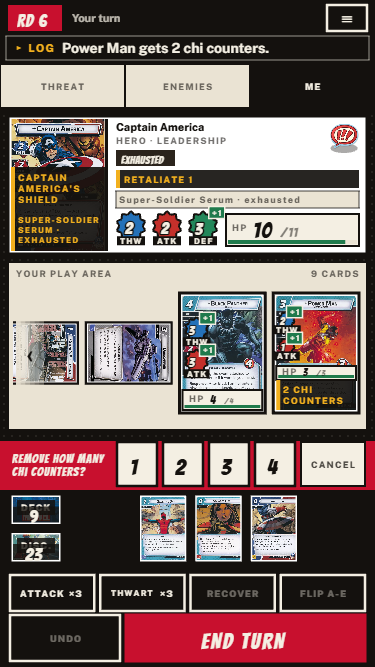 RD 6
Your turn
► LOG Power Man gets 2 chi counters.
THREAT
ENEMIES
ME
Captain America
HERO · LEADERSHIP
EXHAUSTED
RETALIATE 1
Super-Soldier Serum · exhausted
CAPTAIN AMERICA
CAPTAIN
AMERICA'S
SHIELD
SUPER-SOLDIER
SERUM ·
EXHAUSTED
2 THW
2 ATK
3 DEF
+1
HP 10 /11
YOUR PLAY AREA
9 CARDS
4
BLACK PANTHER
2
+1
THW
+1
ATK
HP 4
3
POWER MAN
+1
THW
+1
ATK
HP 3 /3
2 CHI
COUNTERS
REMOVE HOW MANY
CHI COUNTERS?
1
2
3
4
CANCEL
DECK
9
23
ATTACK ×3
THWART ×3
RECOVER
FLIP A-E
UNDO
END TURN